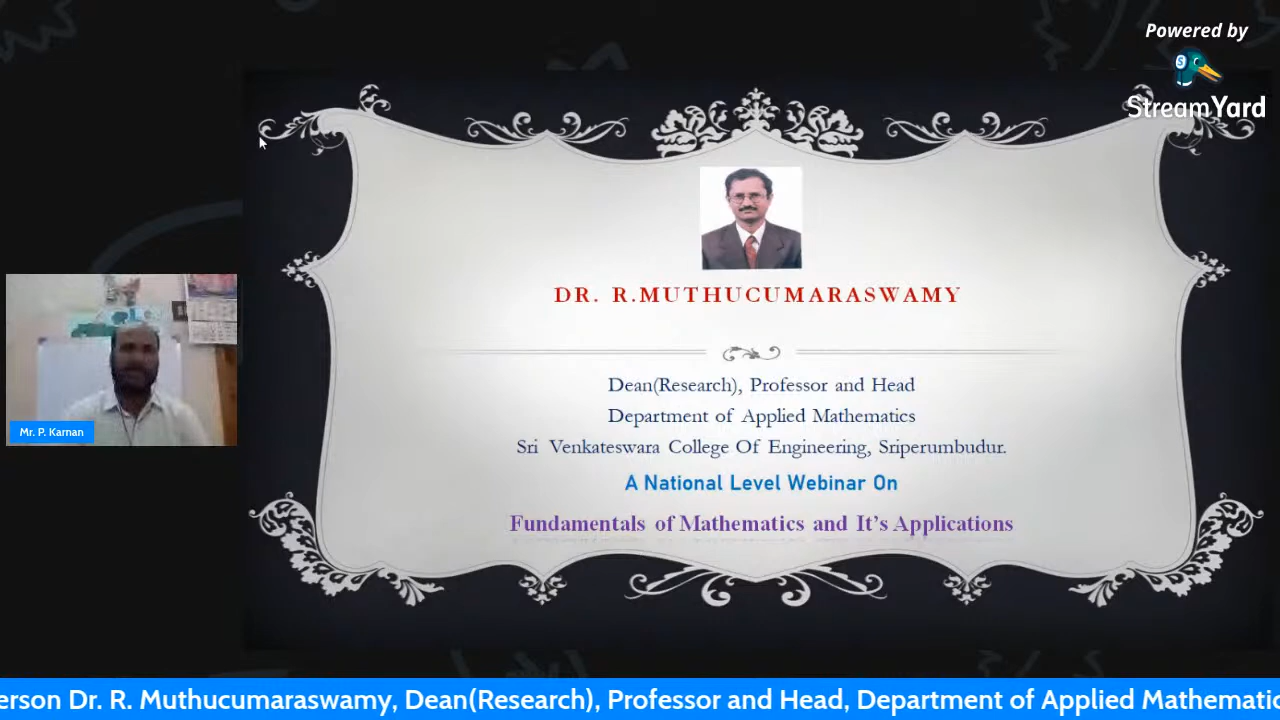 Powered by
StreamYard
DR. R.MUTHUCUMARASWAMY
Dean(Research), Professor and Head
Department of Applied Mathematics
Sri Venkateswara College Of Engineering, Sriperumbudur.
A National Level Webinar On
Fundamentals of Mathematics and It's Applications
Mr. P. Karnan
erson Dr. R. Muthucumaraswamy, Dean(Research), Professor and Head, Department of Applied Mathematic